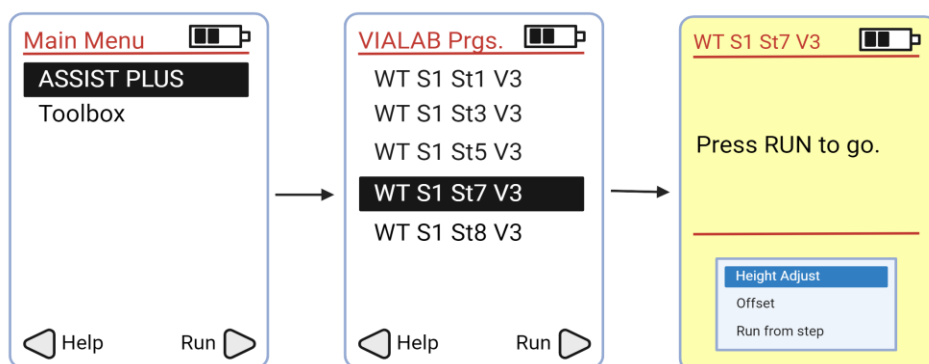 Main Menu
ASSIST PLUS
Toolbox
Help
Run
VIALAB Prgs.
WT S1 St1 V3
WT S1 St3 V3
WT S1 St5 V3
WT S1 St7 V3
WT S1 St8 V3
Help
Run
WT S1 St7 V3
Press RUN to go.
Height Adjust
Offset
Run from step